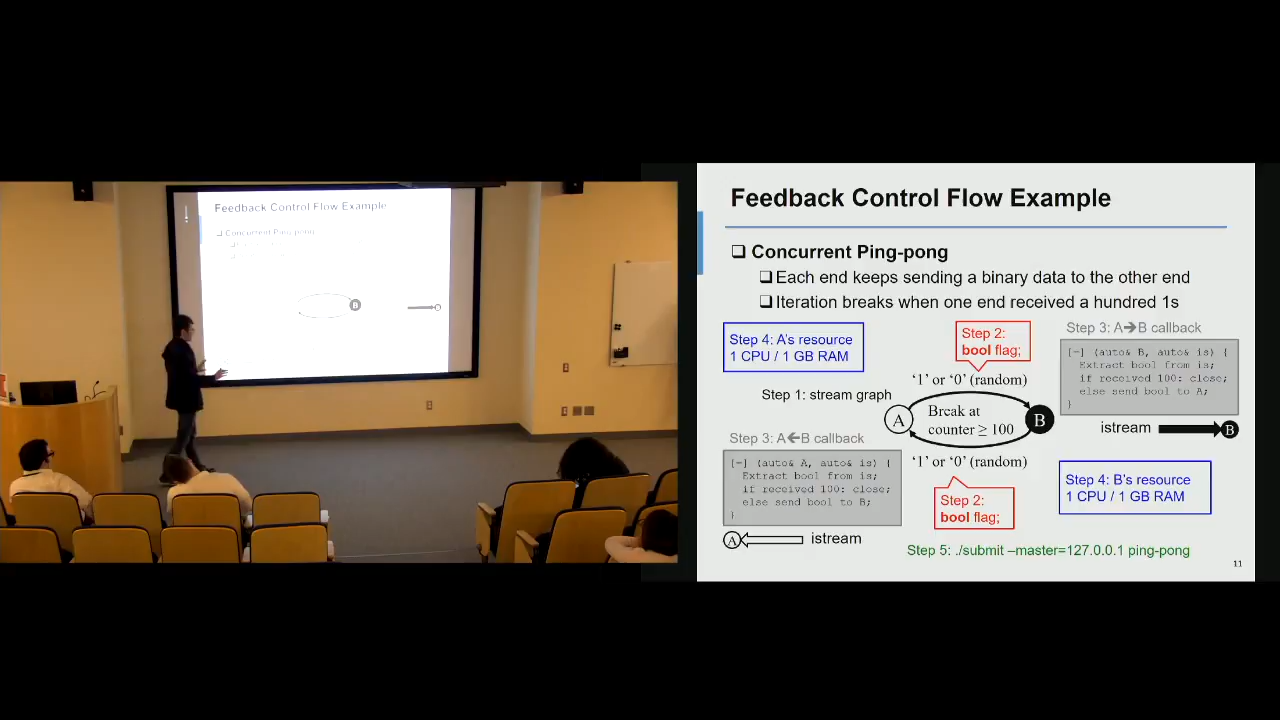 Feedback Control Flow Example
Concurrent Ping-pong
B
Feedback Control Flow Example
❑ Concurrent Ping-pong
❑Each end keeps sending a binary data to the other end
❑Iteration breaks when one end received a hundred 1s
Step 4: A's resource
1 CPU / 1 GB RAM
Step 2:
bool flag;
Step 3: A➔B callback
[=] (auto& B, auto& is) {
Extract bool from is;
if received 100: close;
else send bool to A;
}
‘1’ or ‘0’ (random)
Step 1: stream graph
A
Break at
counter ≥ 100
B
istream
B
Step 3: A🡨B callback
[=] (auto& A, auto& is) {
Extract bool from is;
if received 100: close;
else send bool to B;
}
‘1’ or ‘0’ (random)
Step 2:
bool flag;
Step 4: B's resource
1 CPU / 1 GB RAM
A
istream
Step 5: ./submit –master=127.0.0.1 ping-pong
11